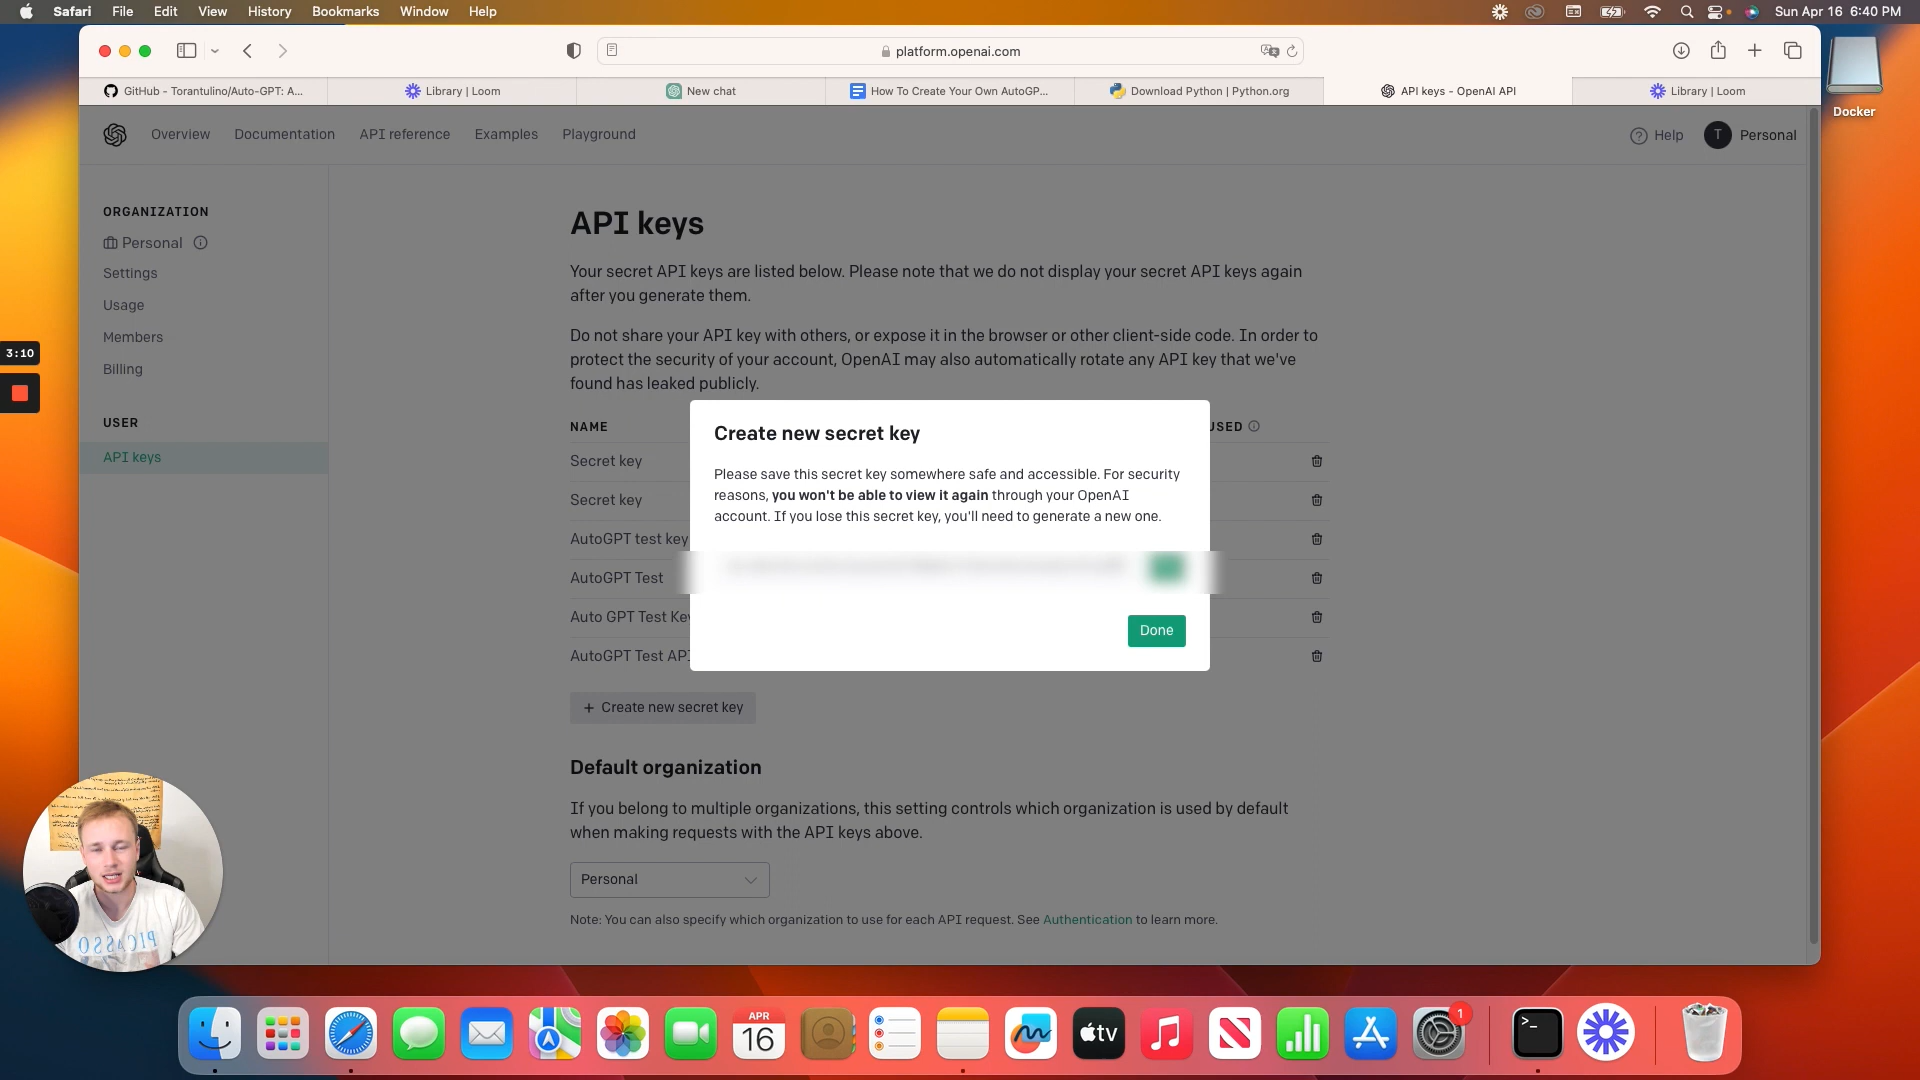 Safari File Edit View History Bookmarks Window Help
Sun Apr 16 6:40 PM
platform.openai.com
GitHub - Torantulino/Auto-GPT: A...
Library | Loom
New chat
How To Create Your Own AutoGP...
Download Python | Python.org
API keys - OpenAI API
Library | Loom
Docker
Overview Documentation API reference Examples Playground
Help T Personal
ORGANIZATION
Personal
Settings
Usage
Members
Billing
USER
API keys
3:10
API keys
Your secret API keys are listed below. Please note that we do not display your secret API keys again
after you generate them.
Do not share your API key with others, or expose it in the browser or other client-side code. In order to
protect the security of your account, OpenAI may also automatically rotate any API key that we've
found has leaked publicly.
NAME
USED
Secret key
Secret key
AutoGPT test key
AutoGPT Test
Auto GPT Test Key
AutoGPT Test API
Create new secret key
Please save this secret key somewhere safe and accessible. For security
reasons, you won't be able to view it again through your OpenAI
account. If you lose this secret key, you'll need to generate a new one.
Done
+ Create new secret key
Default organization
If you belong to multiple organizations, this setting controls which organization is used by default
when making requests with the API keys above.
Personal
Note: You can also specify which organization to use for each API request. See Authentication to learn more.
PICASSO
APR
16
tv
1
>_